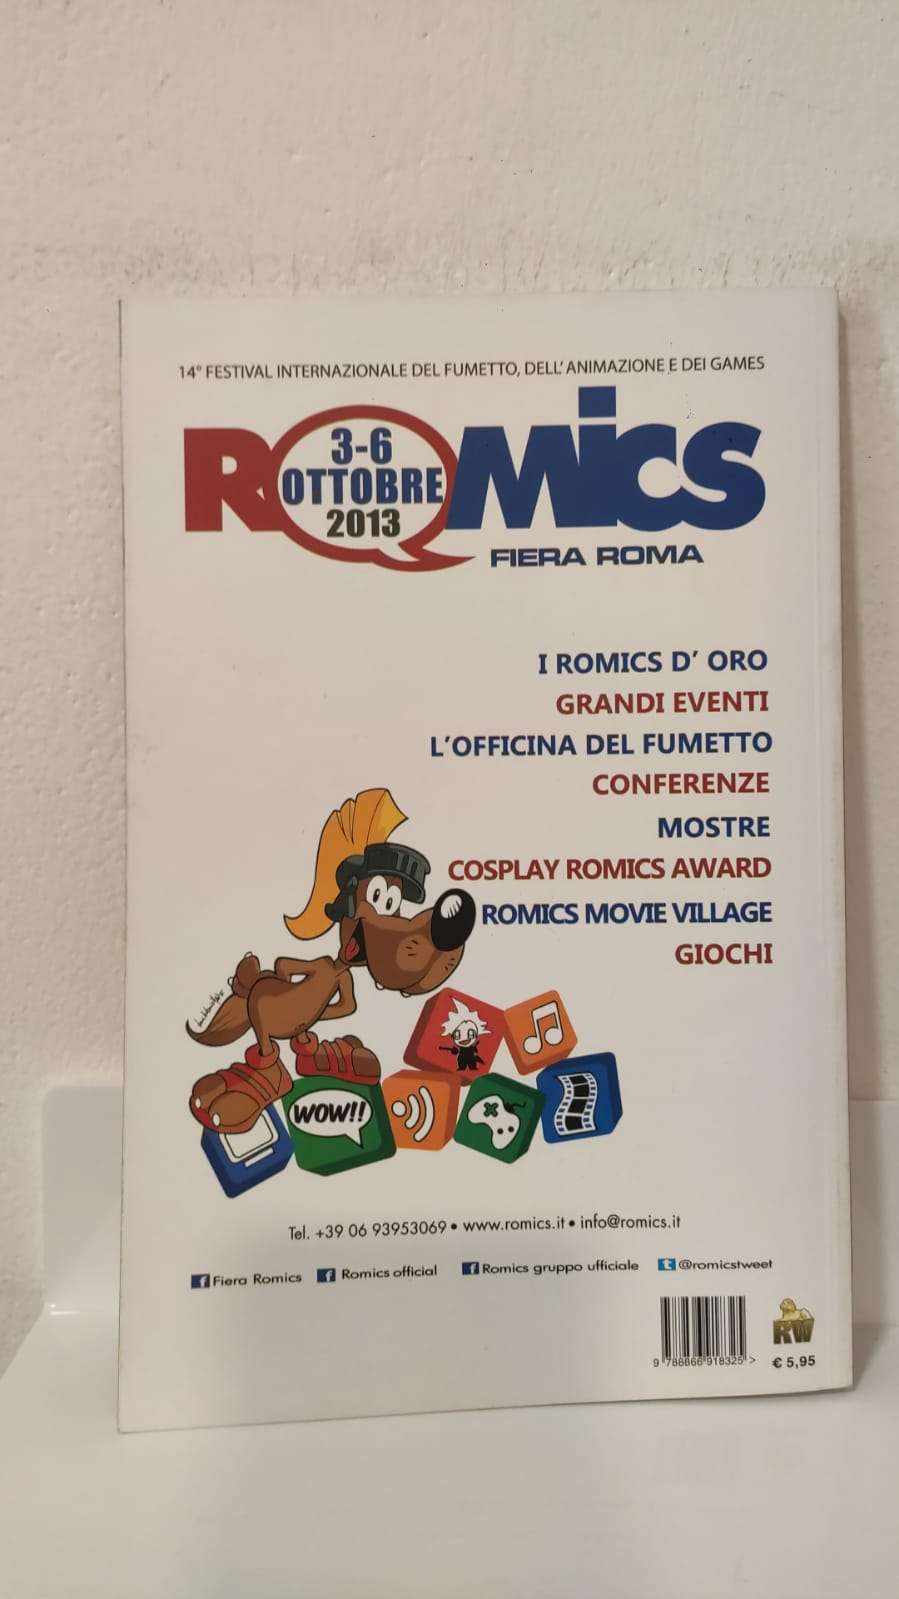 14° FESTIVAL INTERNAZIONALE DEL FUMETTO, DELL'ANIMAZIONE E DEI GAMES
ROMICS
3-6
OTTOBRE
2013
FIERA ROMA
I ROMICS D' ORO
GRANDI EVENTI
L'OFFICINA DEL FUMETTO
CONFERENZE
MOSTRE
COSPLAY ROMICS AWARD
ROMICS MOVIE VILLAGE
GIOCHI
WOW!!
Tel. +39 06 93953069 • www.romics.it • info@romics.it
f Fiera Romics f Romics official f Romics gruppo ufficiale t @romicstweet
RW
9 788866 918325 > € 5,95